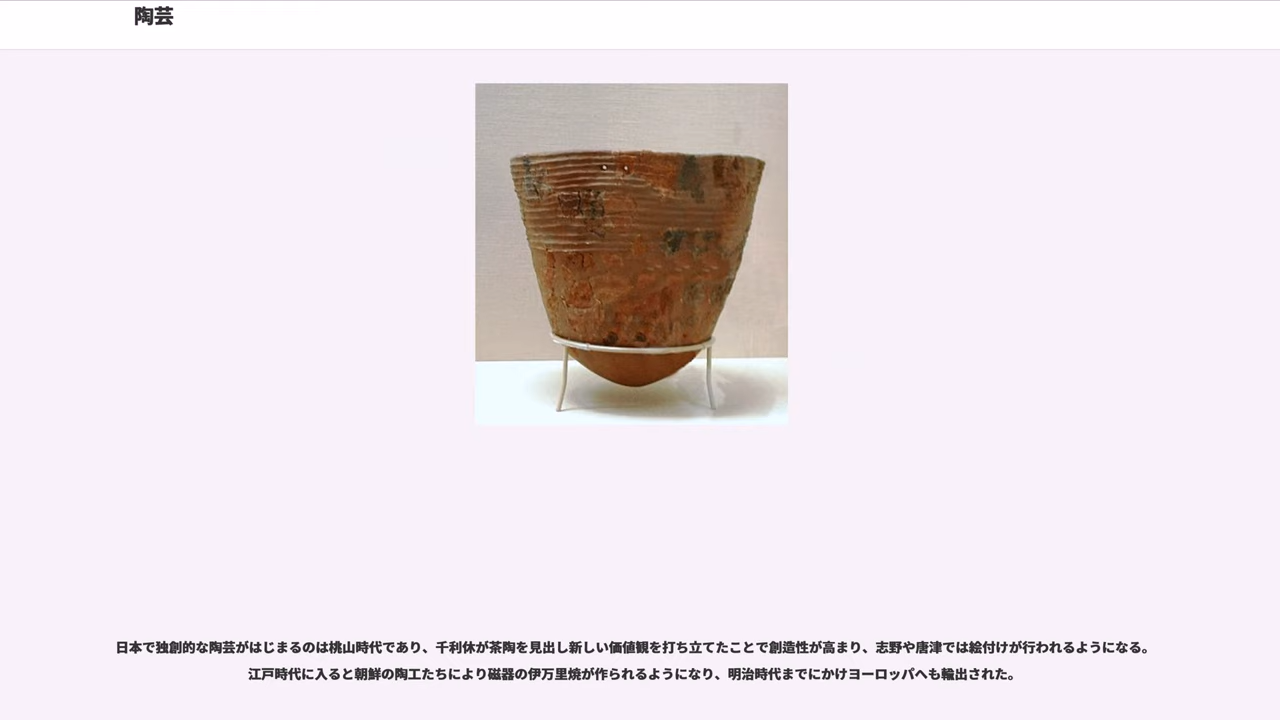 陶芸
日本で独創的な陶芸がはじまるのは桃山時代であり、千利休が茶陶を見出し新しい価値観を打ち立てたことで創造性が高まり、志野や唐津では絵付けが行われるようになる。
江戸時代に入ると朝鮮の陶工たちにより磁器の伊万里焼が作られるようになり、明治時代までにかけヨーロッパへも輸出された。